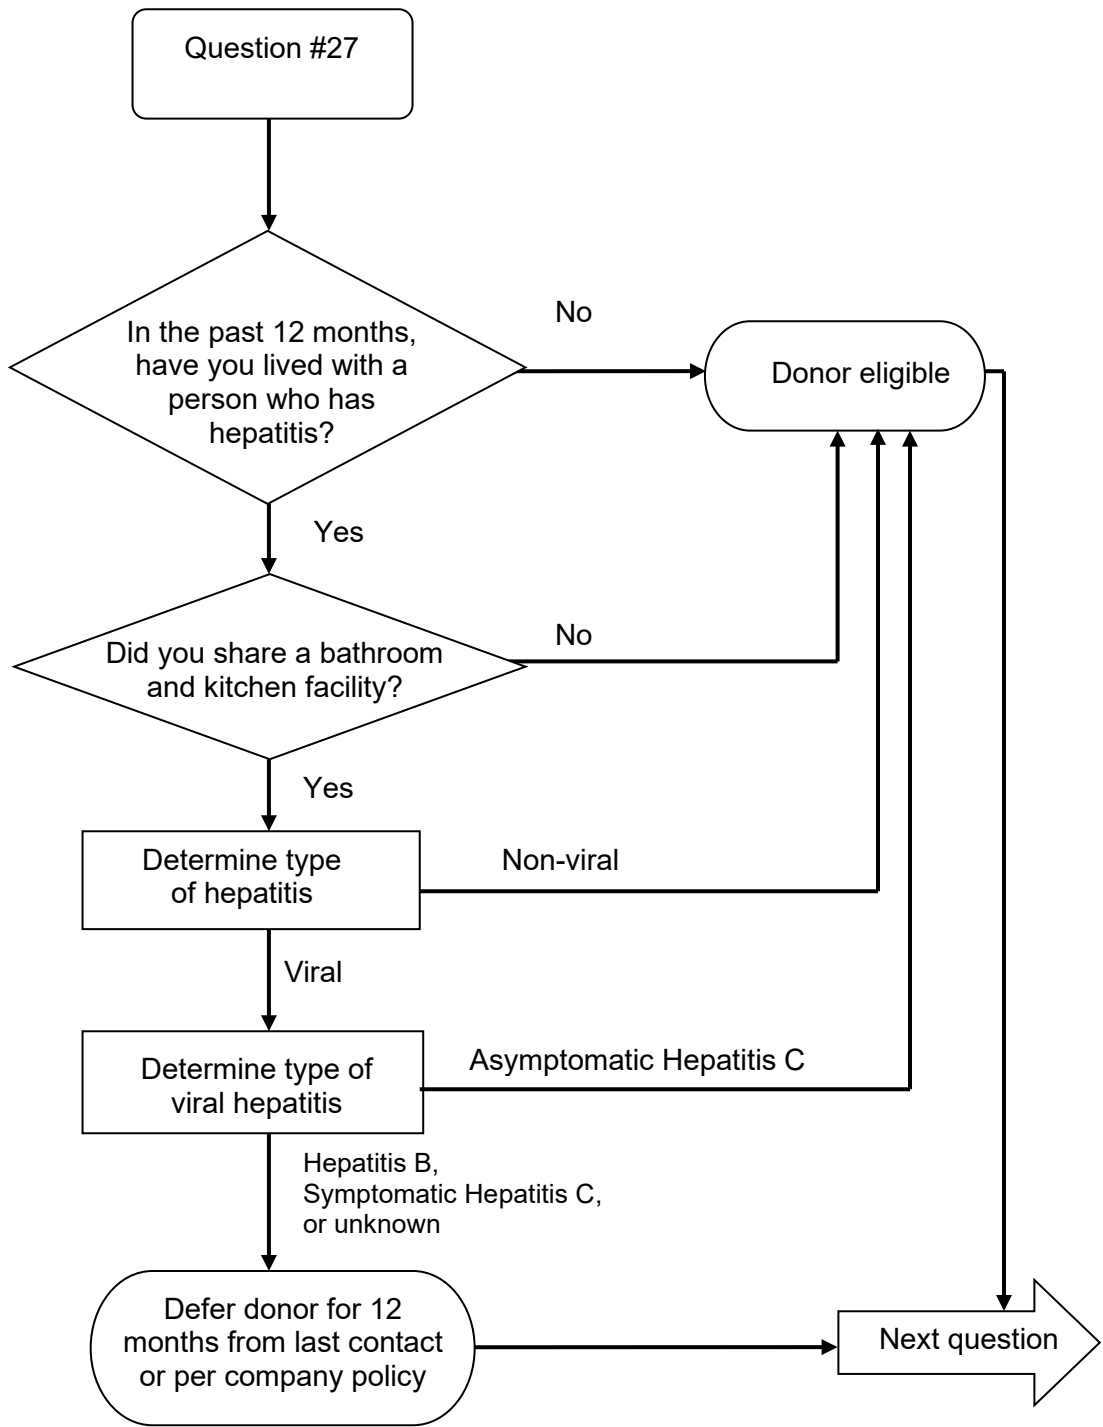 Question #27
No
In the past 12 months,
have you lived with a
person who has
hepatitis?
Donor eligible
Yes
No
Did you share a bathroom
and kitchen facility?
Yes
Determine type
of hepatitis
Non-viral
Viral
Determine type of
viral hepatitis
Asymptomatic Hepatitis C
Hepatitis B,
Symptomatic Hepatitis C,
or unknown
Defer donor for 12
months from last contact
or per company policy
Next question